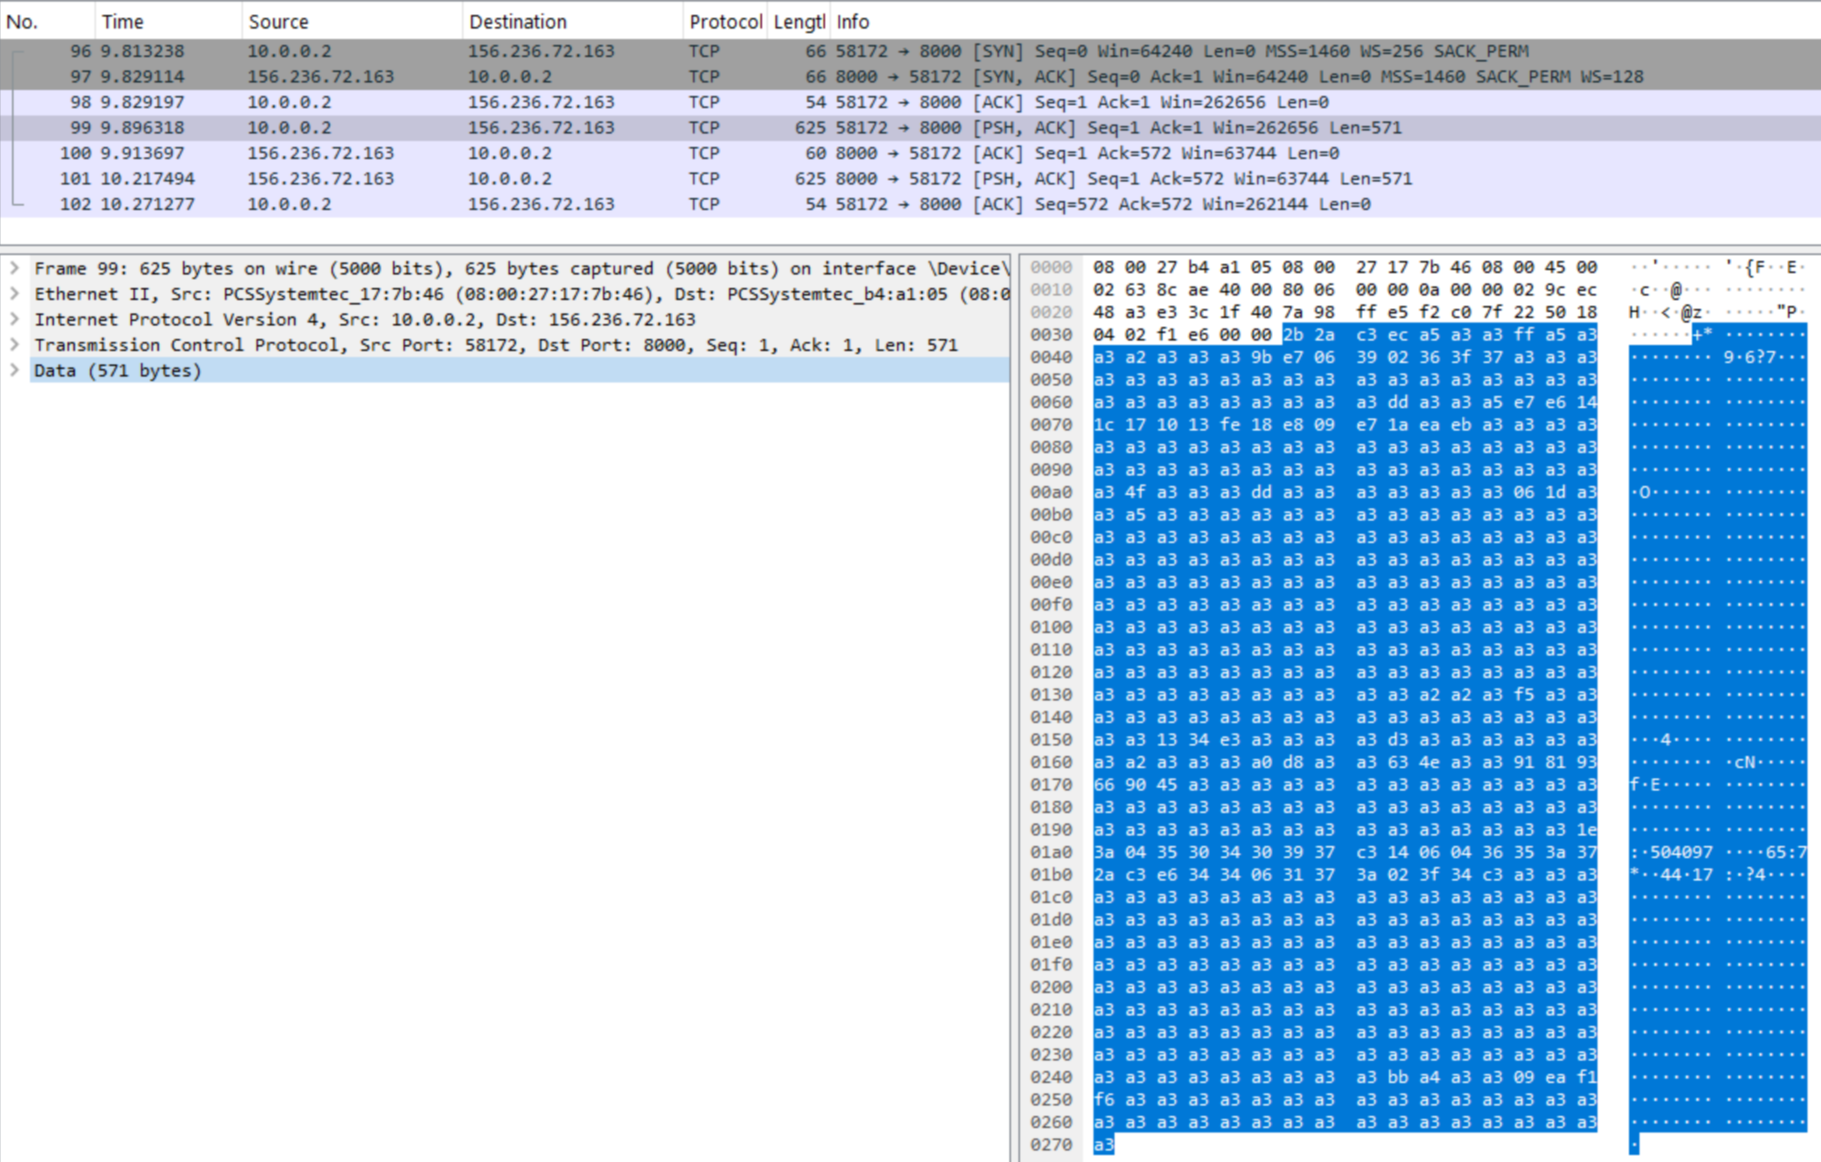 No. Time Source Destination Protocol Lengtl Info
96 9.813238 10.0.0.2 156.236.72.163 TCP 66 58172 → 8000 [SYN] Seq=0 Win=64240 Len=0 MSS=1460 WS=256 SACK_PERM
97 9.829114 156.236.72.163 10.0.0.2 TCP 66 8000 → 58172 [SYN, ACK] Seq=0 Ack=1 Win=64240 Len=0 MSS=1460 SACK_PERM WS=128
98 9.829197 10.0.0.2 156.236.72.163 TCP 54 58172 → 8000 [ACK] Seq=1 Ack=1 Win=262656 Len=0
99 9.896318 10.0.0.2 156.236.72.163 TCP 625 58172 → 8000 [PSH, ACK] Seq=1 Ack=1 Win=262656 Len=571
100 9.913697 156.236.72.163 10.0.0.2 TCP 60 8000 → 58172 [ACK] Seq=1 Ack=572 Win=63744 Len=0
101 10.217494 156.236.72.163 10.0.0.2 TCP 625 8000 → 58172 [PSH, ACK] Seq=1 Ack=572 Win=63744 Len=571
102 10.271277 10.0.0.2 156.236.72.163 TCP 54 58172 → 8000 [ACK] Seq=572 Ack=572 Win=262144 Len=0
Frame 99: 625 bytes on wire (5000 bits), 625 bytes captured (5000 bits) on interface \Device\
Ethernet II, Src: PCSSystemtec_17:7b:46 (08:00:27:17:7b:46), Dst: PCSSystemtec_b4:a1:05 (08:0
Internet Protocol Version 4, Src: 10.0.0.2, Dst: 156.236.72.163
Transmission Control Protocol, Src Port: 58172, Dst Port: 8000, Seq: 1, Ack: 1, Len: 571
Data (571 bytes)
0000 08 00 27 b4 a1 05 08 00 27 17 7b 46 08 00 45 00 ··'····· '·{F··E·
0010 02 63 8c ae 40 00 80 06 00 00 0a 00 00 02 9c ec ·c··@··· ········
0020 48 a3 e3 3c 1f 40 7a 98 ff e5 f2 c0 7f 22 50 18 H··<·@z· ·····"P·
0030 04 02 f1 e6 00 00 2b 2a c3 ec a5 a3 a3 ff a5 a3 ······+* ········
0040 a3 a2 a3 a3 a3 9b e7 06 39 02 36 3f 37 a3 a3 a3 ········ 9·6?7···
0050 a3 a3 a3 a3 a3 a3 a3 a3 a3 a3 a3 a3 a3 a3 a3 a3 ········ ········
0060 a3 a3 a3 a3 a3 a3 a3 a3 a3 dd a3 a3 a5 e7 e6 14 ········ ········
0070 1c 17 10 13 fe 18 e8 09 e7 1a ea eb a3 a3 a3 a3 ········ ········
0080 a3 a3 a3 a3 a3 a3 a3 a3 a3 a3 a3 a3 a3 a3 a3 a3 ········ ········
0090 a3 a3 a3 a3 a3 a3 a3 a3 a3 a3 a3 a3 a3 a3 a3 a3 ········ ········
00a0 a3 4f a3 a3 a3 dd a3 a3 a3 a3 a3 a3 a3 06 1d a3 ·O······ ········
00b0 a3 a5 a3 a3 a3 a3 a3 a3 a3 a3 a3 a3 a3 a3 a3 a3 ········ ········
00c0 a3 a3 a3 a3 a3 a3 a3 a3 a3 a3 a3 a3 a3 a3 a3 a3 ········ ········
00d0 a3 a3 a3 a3 a3 a3 a3 a3 a3 a3 a3 a3 a3 a3 a3 a3 ········ ········
00e0 a3 a3 a3 a3 a3 a3 a3 a3 a3 a3 a3 a3 a3 a3 a3 a3 ········ ········
00f0 a3 a3 a3 a3 a3 a3 a3 a3 a3 a3 a3 a3 a3 a3 a3 a3 ········ ········
0100 a3 a3 a3 a3 a3 a3 a3 a3 a3 a3 a3 a3 a3 a3 a3 a3 ········ ········
0110 a3 a3 a3 a3 a3 a3 a3 a3 a3 a3 a3 a3 a3 a3 a3 a3 ········ ········
0120 a3 a3 a3 a3 a3 a3 a3 a3 a3 a3 a3 a3 a3 a3 a3 a3 ········ ········
0130 a3 a3 a3 a3 a3 a3 a3 a3 a3 a3 a2 a2 a3 f5 a3 a3 ········ ········
0140 a3 a3 a3 a3 a3 a3 a3 a3 a3 a3 a3 a3 a3 a3 a3 a3 ········ ········
0150 a3 a3 13 34 e3 a3 a3 a3 a3 d3 a3 a3 a3 a3 a3 a3 ···4···· ········
0160 a3 a3 a2 a3 a3 a0 d8 a3 a3 63 4e a3 a3 91 81 93 ········ ·cN·····
0170 66 90 45 a3 a3 a3 a3 a3 a3 a3 a3 a3 a3 a3 a3 a3 f·E····· ········
0180 a3 a3 a3 a3 a3 a3 a3 a3 a3 a3 a3 a3 a3 a3 a3 a3 ········ ········
0190 a3 a3 a3 a3 a3 a3 a3 a3 a3 a3 a3 a3 a3 a3 a3 1e ········ ········
01a0 3a 04 35 30 34 30 39 37 c3 14 06 04 36 35 3a 37 :·504097 ····65:7
01b0 2a c3 e6 34 34 06 31 37 3a 02 3f 34 c3 a3 a3 a3 *··44·17 :·?4····
01c0 a3 a3 a3 a3 a3 a3 a3 a3 a3 a3 a3 a3 a3 a3 a3 a3 ········ ········
01d0 a3 a3 a3 a3 a3 a3 a3 a3 a3 a3 a3 a3 a3 a3 a3 a3 ········ ········
01e0 a3 a3 a3 a3 a3 a3 a3 a3 a3 a3 a3 a3 a3 a3 a3 a3 ········ ········
01f0 a3 a3 a3 a3 a3 a3 a3 a3 a3 a3 a3 a3 a3 a3 a3 a3 ········ ········
0200 a3 a3 a3 a3 a3 a3 a3 a3 a3 a3 a3 a3 a3 a3 a3 a3 ········ ········
0210 a3 a3 a3 a3 a3 a3 a3 a3 a3 a3 a3 a3 a3 a3 a3 a3 ········ ········
0220 a3 a3 a3 a3 a3 a3 a3 a3 a3 a3 a3 a3 a3 a3 a3 a3 ········ ········
0230 a3 a3 a3 a3 a3 a3 a3 a3 a3 a3 a3 a3 a3 a3 a3 a3 ········ ········
0240 a3 a3 a3 a3 a3 a3 a3 a3 a3 bb a4 a3 a3 09 ea f1 ········ ········
0250 f6 a3 a3 a3 a3 a3 a3 a3 a3 a3 a3 a3 a3 a3 a3 a3 ········ ········
0260 a3 a3 a3 a3 a3 a3 a3 a3 a3 a3 a3 a3 a3 a3 a3 a3 ········ ········
0270 a3 ·